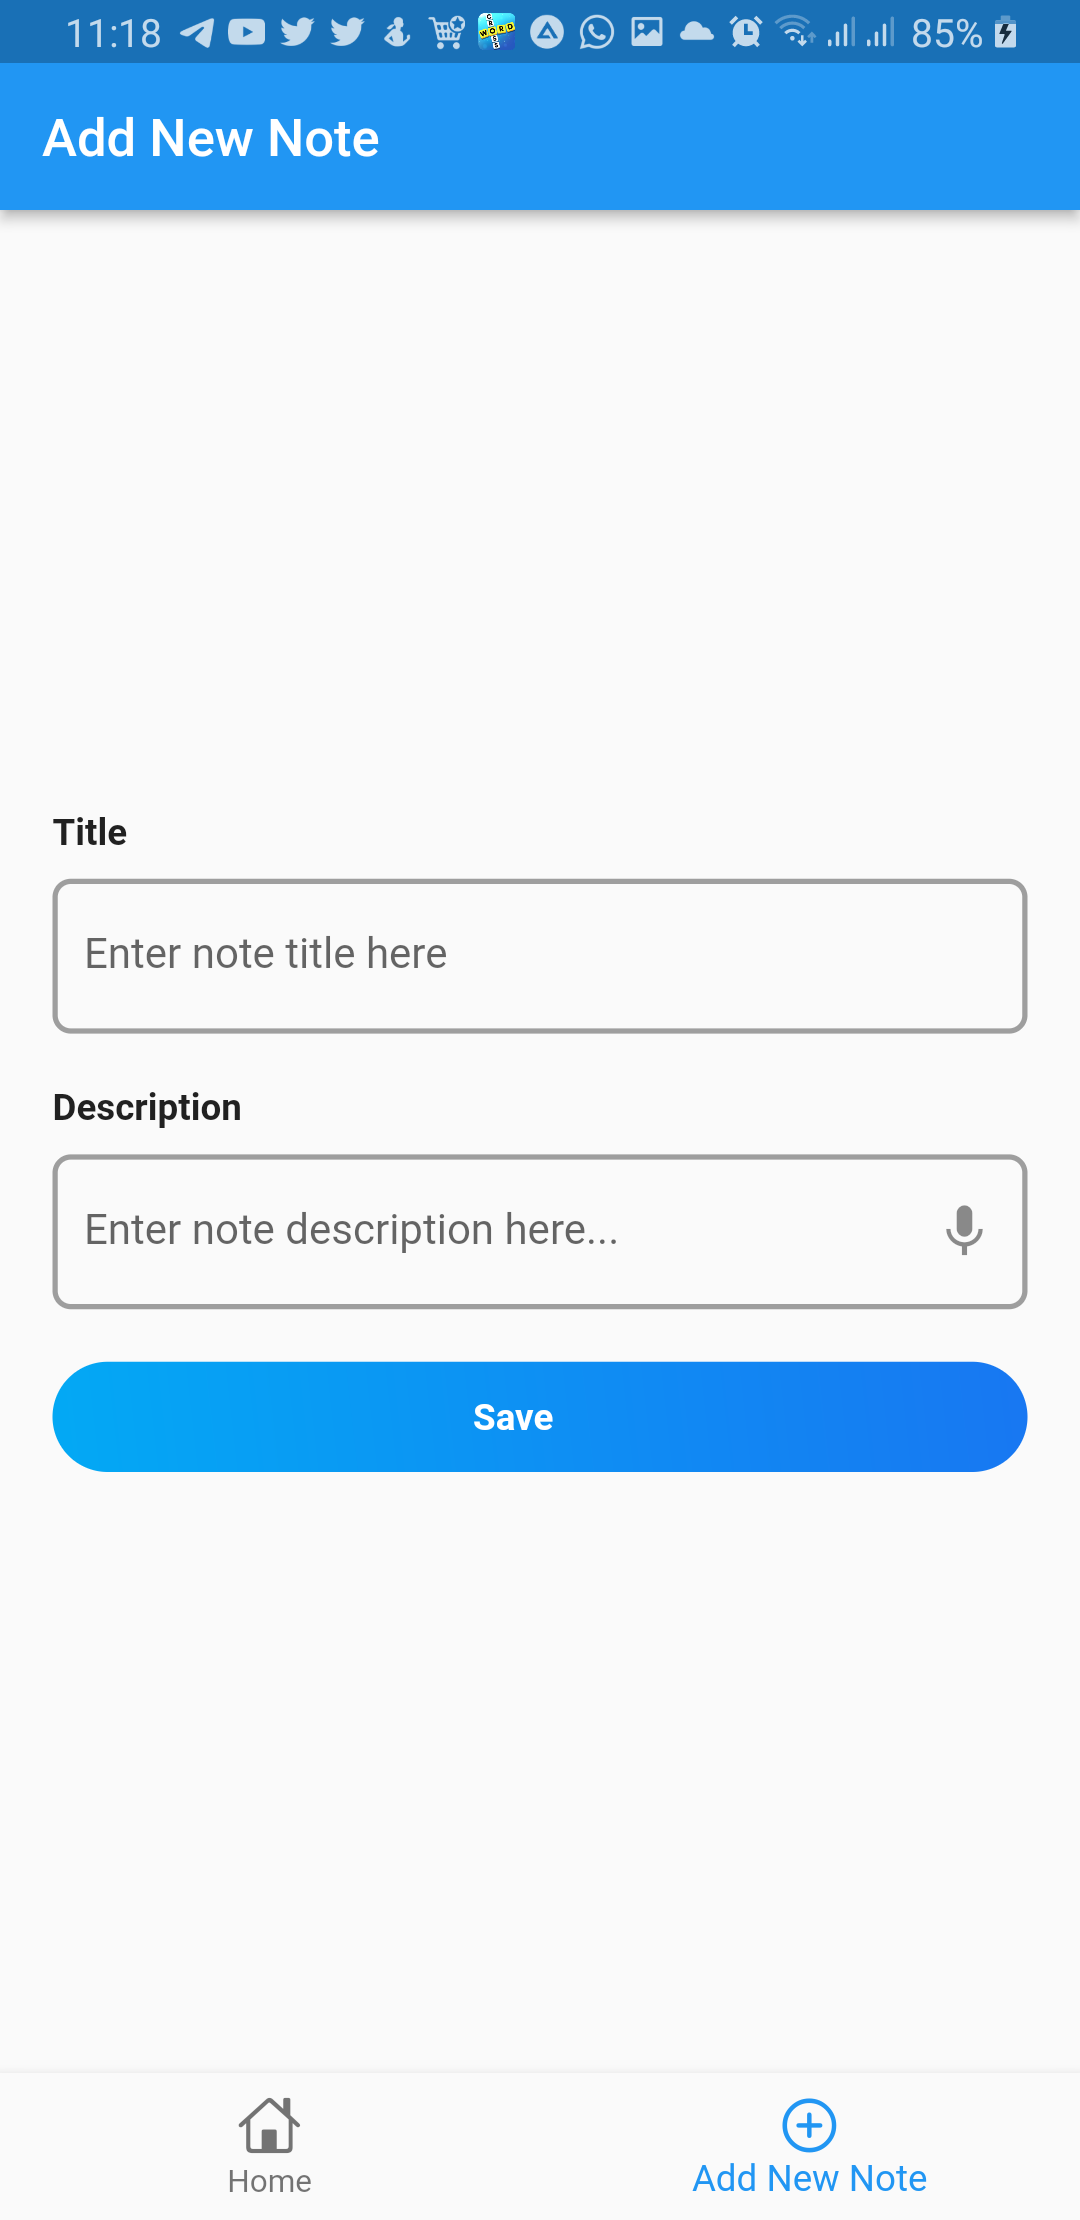 11:18 85%
Add New Note
Title
Enter note title here
Description
Enter note description here...
Save
Home
Add New Note